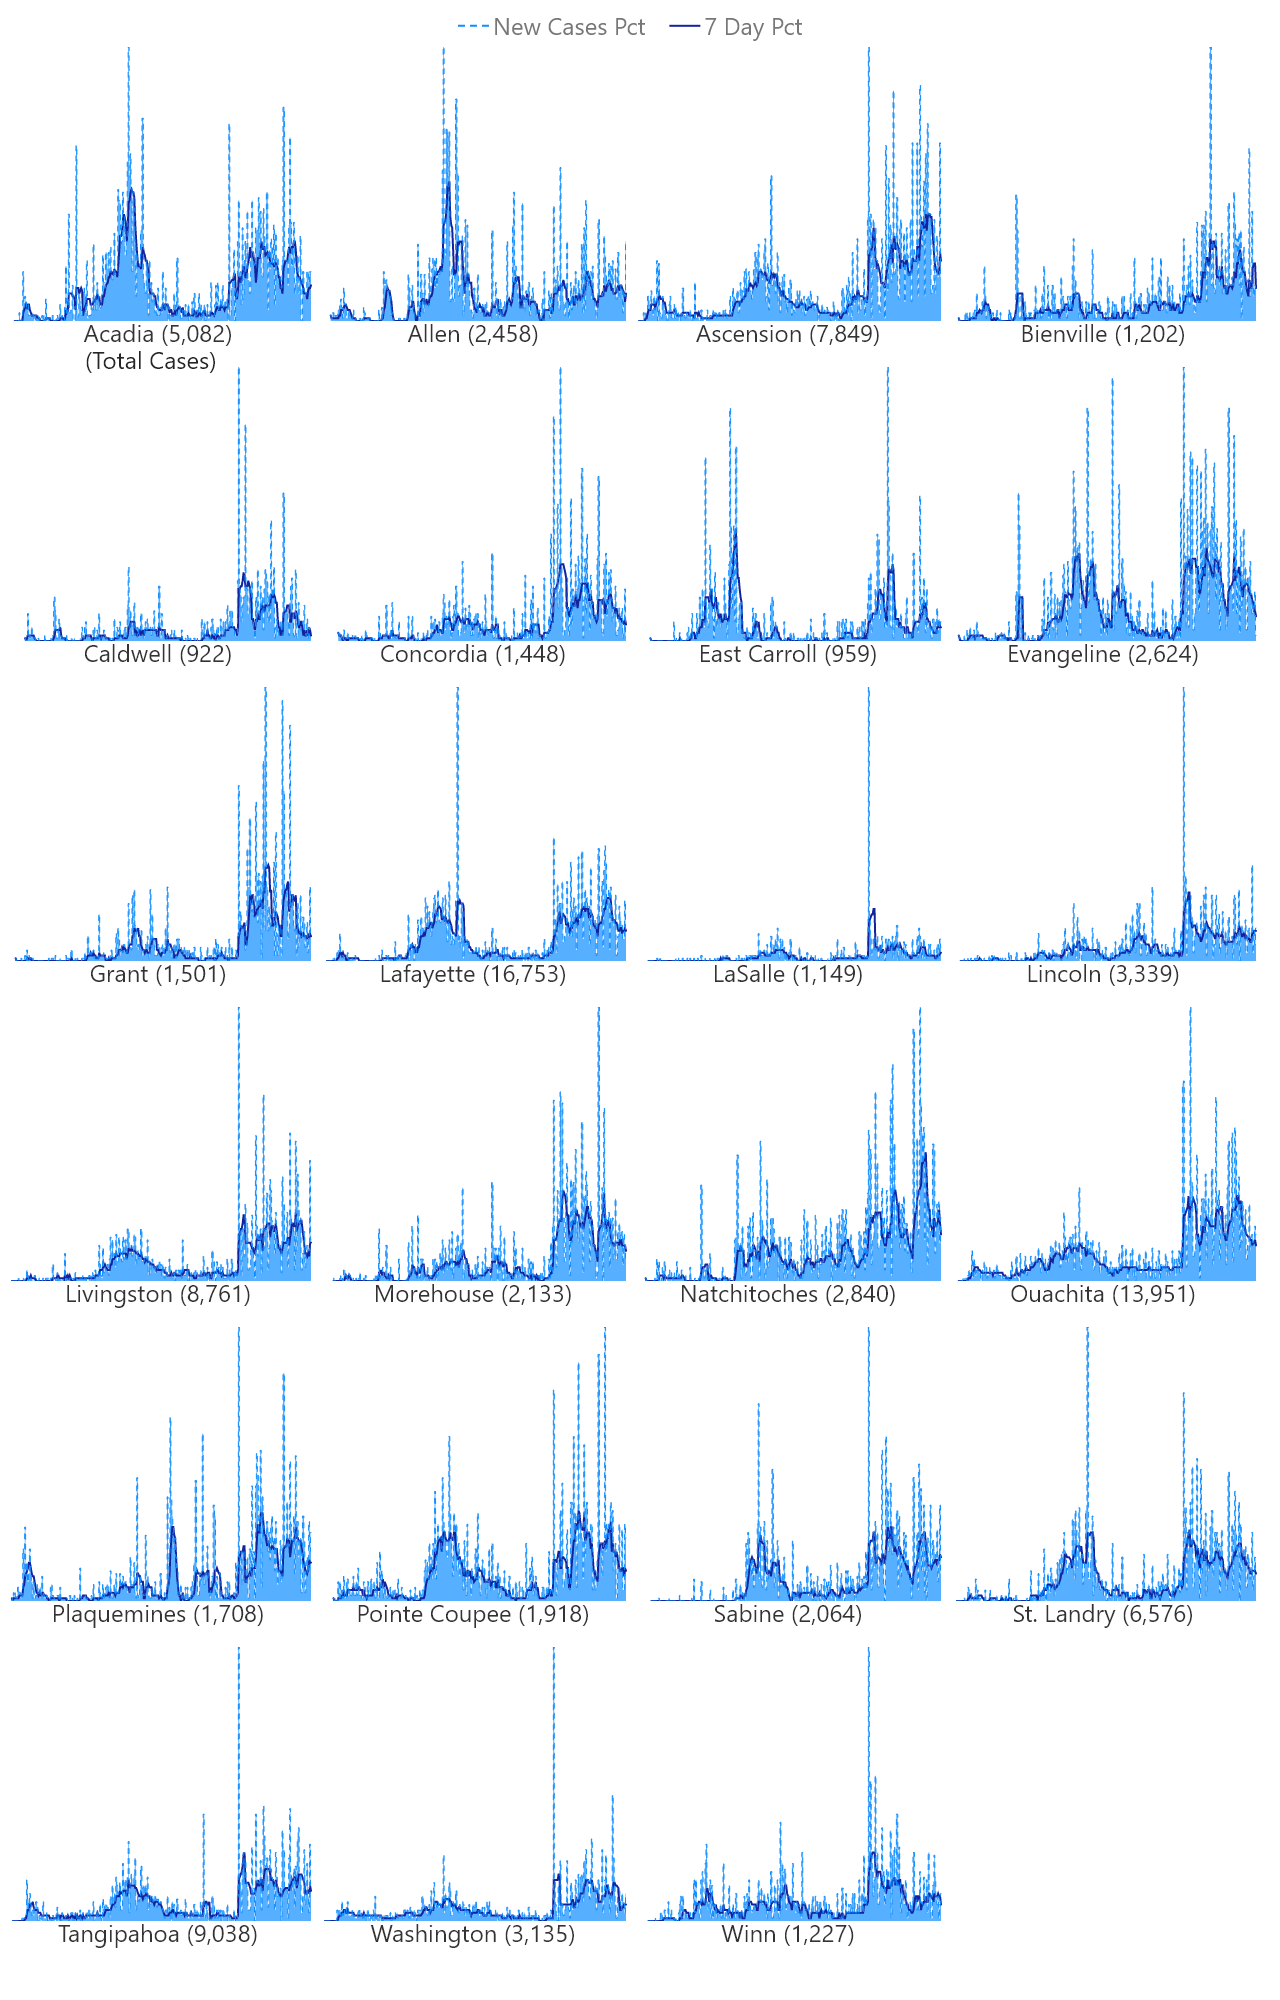 New Cases Pct 7 Day Pct
Acadia (5,082) Allen (2,458) Ascension (7,849) Bienville (1,202)
(Total Cases)
Caldwell (922) Concordia (1,448) East Carroll (959) Evangeline (2,624)
Grant (1,501) Lafayette (16,753) LaSalle (1,149) Lincoln (3,339)
Livingston (8,761) Morehouse (2,133) Natchitoches (2,840) Ouachita (13,951)
Plaquemines (1,708) Pointe Coupee (1,918) Sabine (2,064) St. Landry (6,576)
Tangipahoa (9,038) Washington (3,135) Winn (1,227)